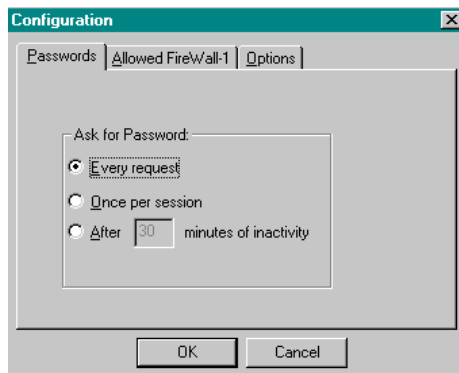 Configuration
Passwords Allowed FireWall-1 Options
Ask for Password:
Every request
Once per session
After 30 minutes of inactivity
OK Cancel